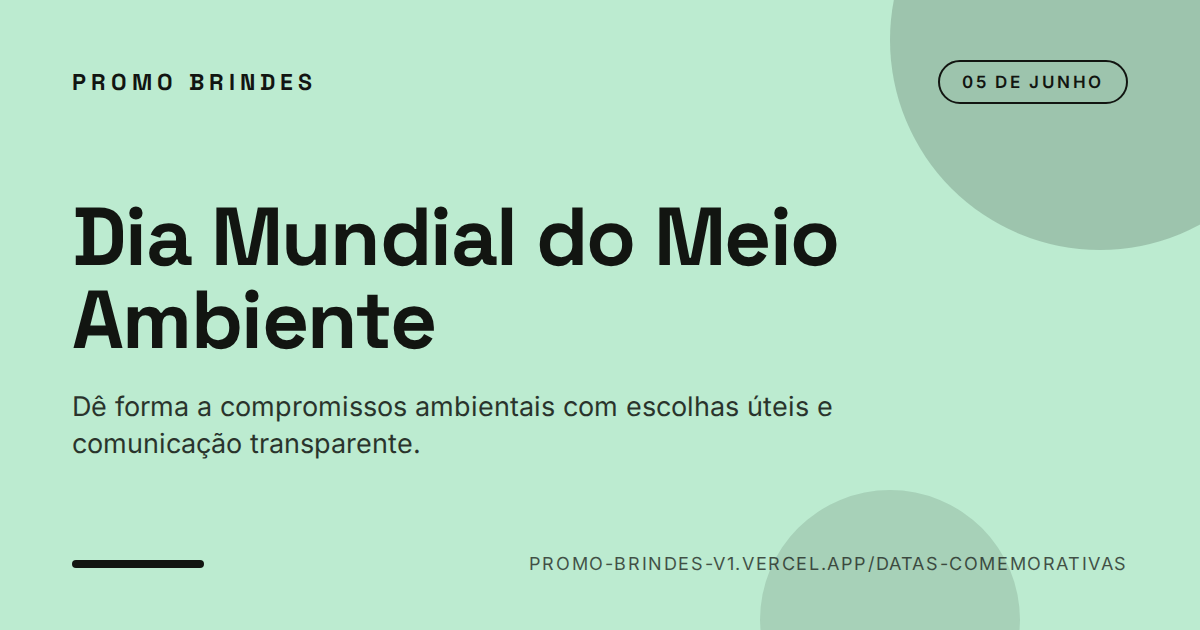 PROMO BRINDES
05 DE JUNHO
Dia Mundial do Meio
Ambiente
Dê forma a compromissos ambientais com escolhas úteis e
comunicação transparente.
PROMO-BRINDES-V1.VERCEL.APP/DATAS-COMEMORATIVAS